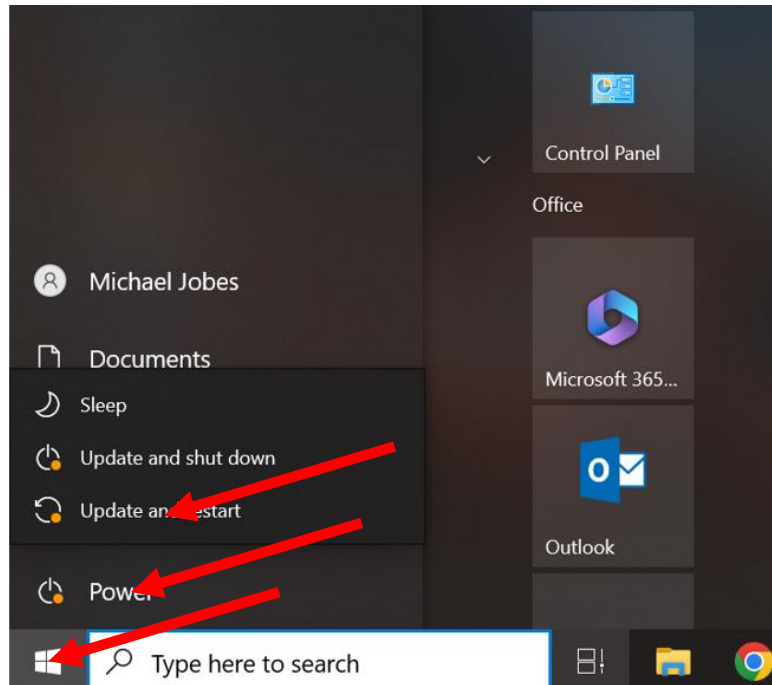 Control Panel
Office
Michael Jobes
Documents
Microsoft 365...
Sleep
Update and shut down
Update and restart
Outlook
Power
Type here to search